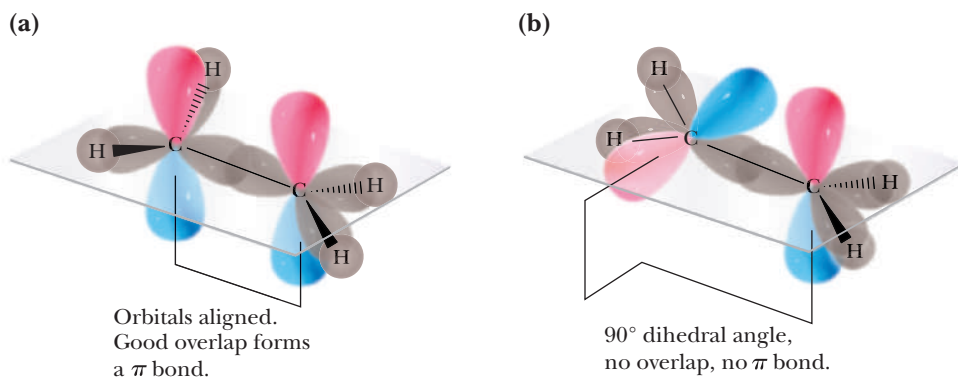 (a)
H
H
C
C
H
H
Orbitals aligned.
Good overlap forms
a π bond.
(b)
H
H
C
C
H
H
90° dihedral angle,
no overlap, no π bond.